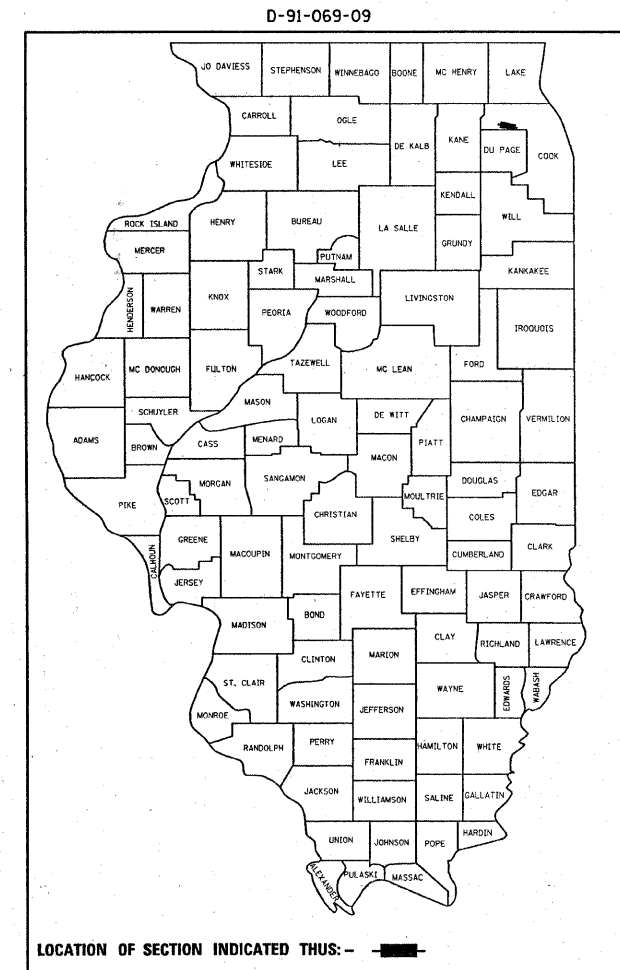 D-91-069-09
JO DAVIESS
STEPHENSON
WINNEBAGO
BOONE
MC HENRY
LAKE
CARROLL
OGLE
DE KALB
KANE
DU PAGE
COOK
WHITESIDE
LEE
KENDALL
WILL
ROCK ISLAND
HENRY
BUREAU
LA SALLE
GRUNDY
MERCER
PUTNAM
STARK
MARSHALL
KANKAKEE
HENDERSON
WARREN
KNOX
PEORIA
WOODFORD
LIVINGSTON
IROQUOIS
HANCOCK
MC DONOUGH
FULTON
TAZEWELL
MC LEAN
FORD
SCHUYLER
MASON
LOGAN
DE WITT
PIATT
CHAMPAIGN
VERMILION
ADAMS
BROWN
CASS
MENARD
MACON
MORGAN
SANGAMON
MOULTRIE
DOUGLAS
EDGAR
PIKE
SCOTT
CHRISTIAN
COLES
GREENE
MACOUPIN
MONTGOMERY
SHELBY
CUMBERLAND
CLARK
CALHOUN
JERSEY
FAYETTE
EFFINGHAM
JASPER
CRAWFORD
MADISON
BOND
CLAY
RICHLAND
LAWRENCE
CLINTON
MARION
ST. CLAIR
WAYNE
EDWARDS
WABASH
WASHINGTON
JEFFERSON
MONROE
RANDOLPH
PERRY
HAMILTON
WHITE
FRANKLIN
JACKSON
WILLIAMSON
SALINE
GALLATIN
UNION
JOHNSON
POPE
HARDIN
ALEXANDER
PULASKI
MASSAC
LOCATION OF SECTION INDICATED THUS: -